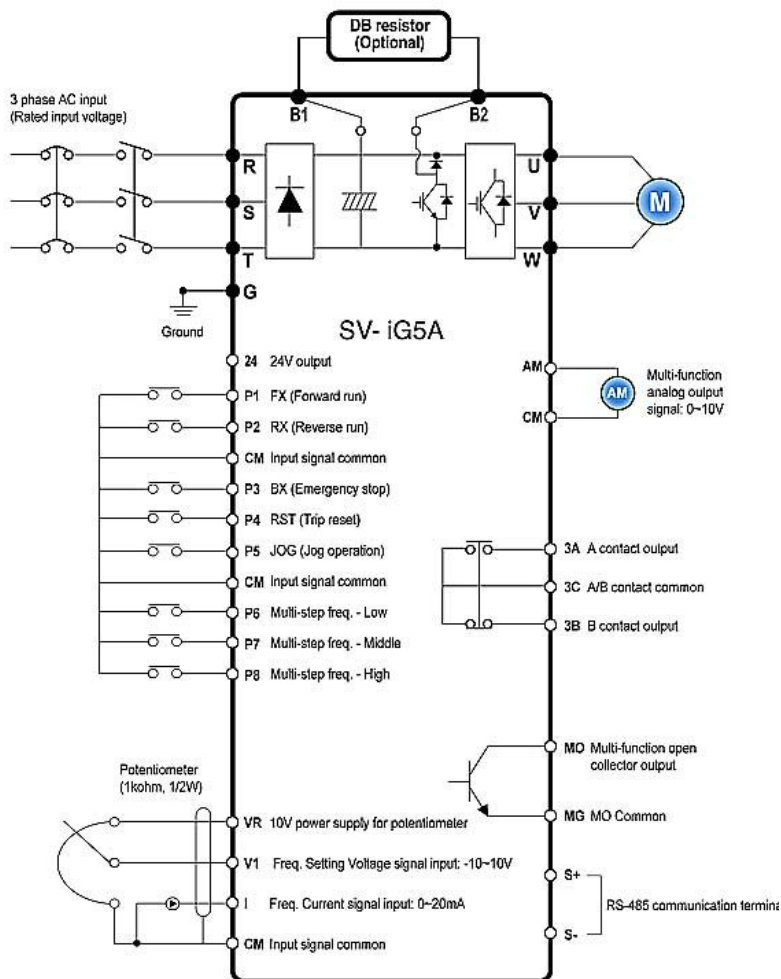 DB resistor
(Optional)
3 phase AC input
(Rated input voltage)
B1
B2
R
U
S
V
M
T
W
G
Ground
SV- iG5A
24 24V output
P1 FX (Forward run)
P2 RX (Reverse run)
CM Input signal common
P3 BX (Emergency stop)
P4 RST (Trip reset)
P5 JOG (Jog operation)
CM Input signal common
P6 Multi-step freq. - Low
P7 Multi-step freq. - Middle
P8 Multi-step freq. - High
AM
AM
CM
Multi-function
analog output
signal: 0~10V
3A A contact output
3C A/B contact common
3B B contact output
MO Multi-function open
collector output
MG MO Common
Potentiometer
(1kohm, 1/2W)
VR 10V power supply for potentiometer
V1 Freq. Setting Voltage signal input: -10~10V
I Freq. Current signal input: 0~20mA
CM Input signal common
S+
RS-485 communication termina
S-